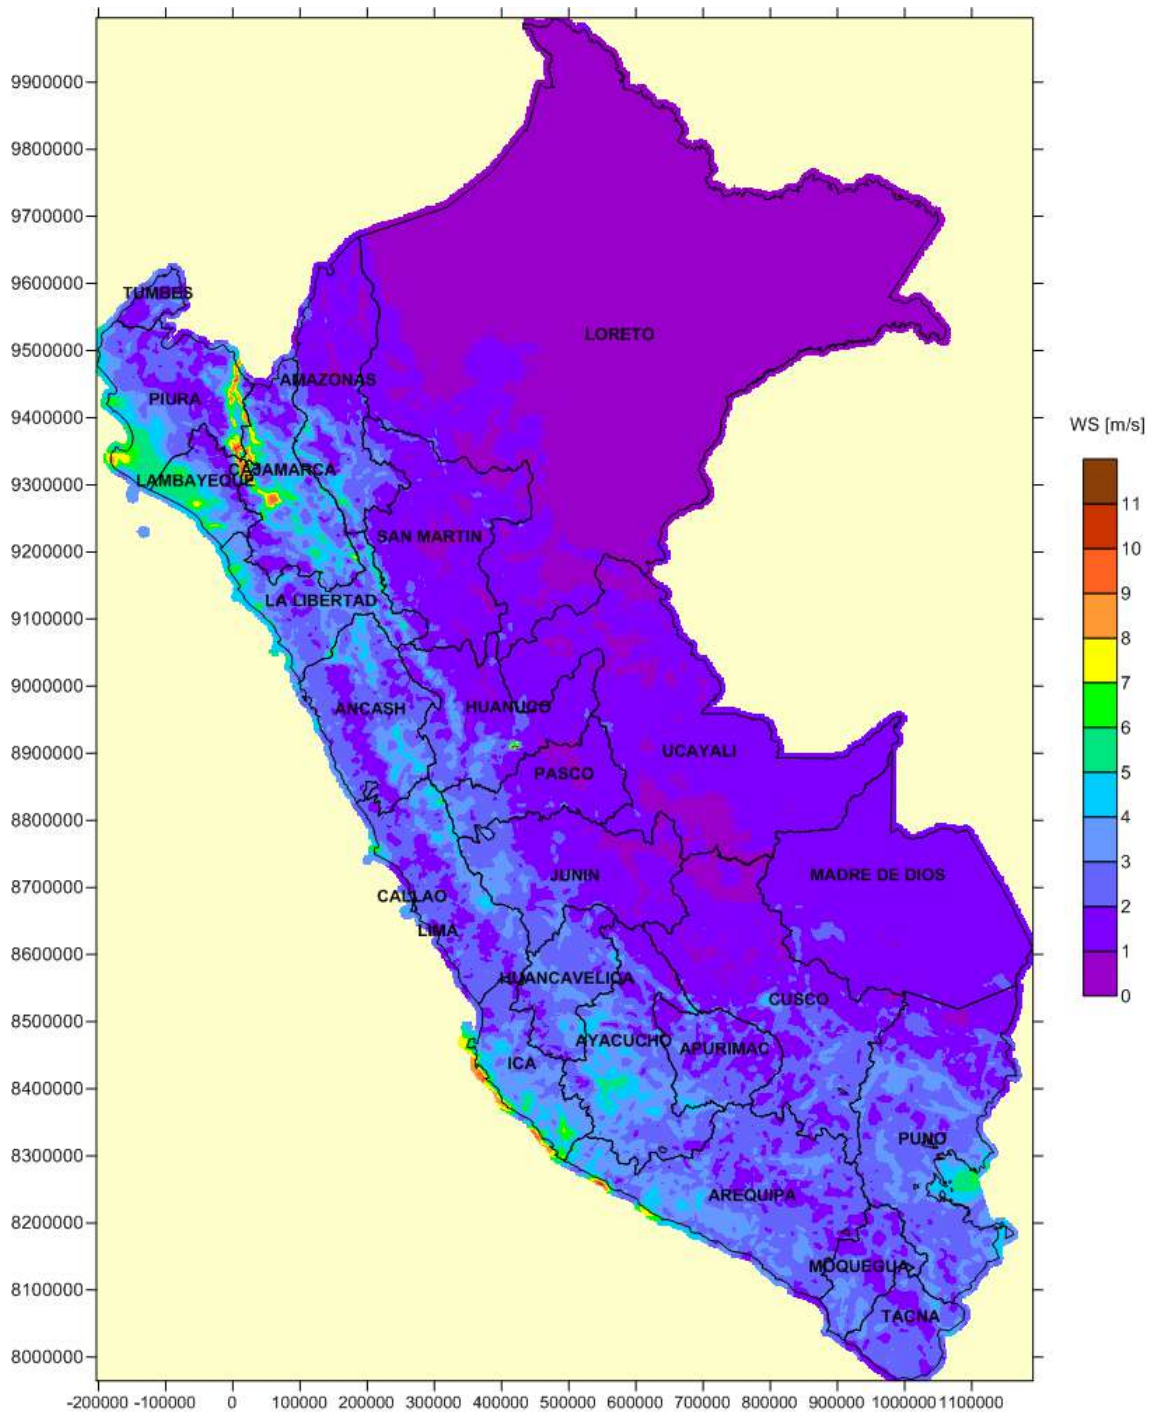 9900000
9800000
9700000
9600000
TUMBES
9500000
LORETO
AMAZONAS
9400000
PIURA
WS [m/s]
CAJAMARCA
LAMBAYEQUE
9300000
11
SAN MARTIN
10
9200000
9
LA LIBERTAD
9100000
8
9000000
7
ANCASH
HUANUCO
6
UCAYALI
8900000
PASCO
5
8800000
4
JUNIN
MADRE DE DIOS
3
8700000
CALLAO
2
LIMA
8600000
1
HUANCAVELICA
CUSCO
0
8500000
AYACUCHO
APURIMAC
ICA
8400000
PUNO
8300000
AREQUIPA
8200000
MOQUEGUA
8100000
TACNA
8000000
-200000 -100000 0 100000 200000 300000 400000 500000 600000 700000 800000 900000 1000000 1100000